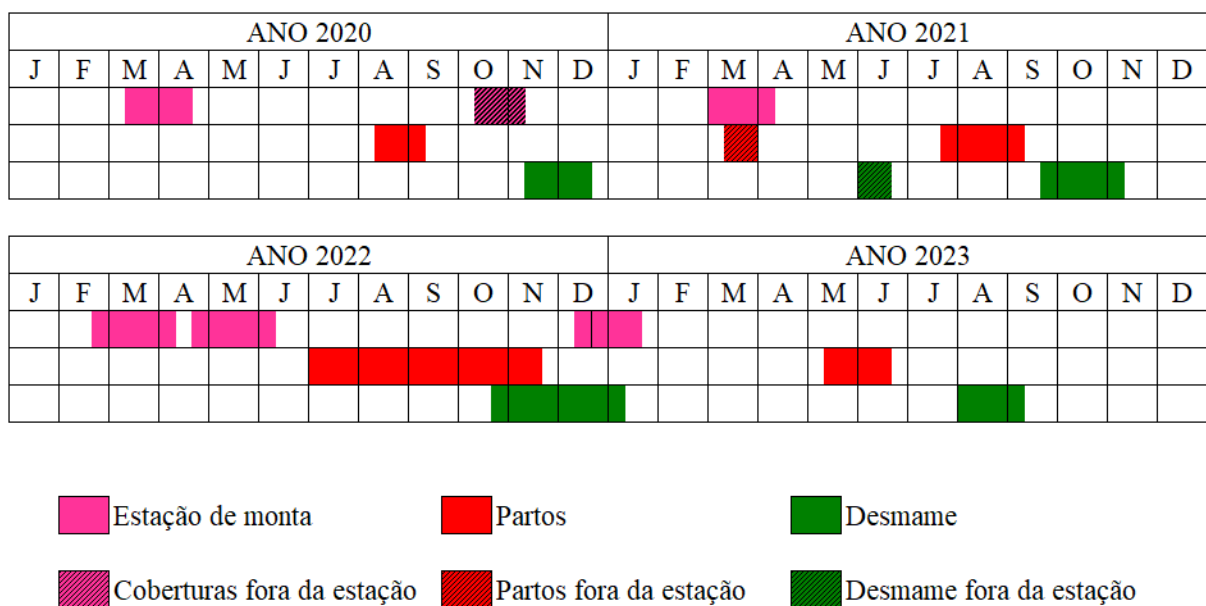 ANO 2020 ANO 2021
J F M A M J J A S O N D J F M A M J J A S O N D
ANO 2022 ANO 2023
J F M A M J J A S O N D J F M A M J J A S O N D
Estação de monta Partos Desmame
Coberturas fora da estação Partos fora da estação Desmame fora da estação